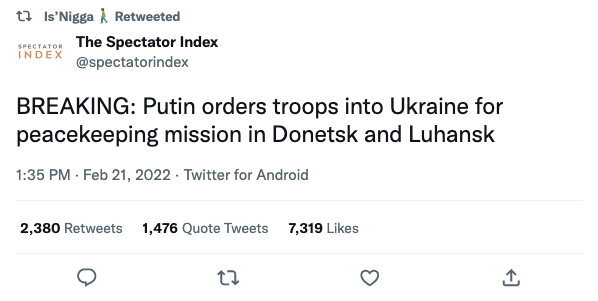 Is'Nigga 🚶‍♂️ Retweeted
SPECTATOR
INDEX
The Spectator Index
@spectatorindex
BREAKING: Putin orders troops into Ukraine for
peacekeeping mission in Donetsk and Luhansk
1:35 PM · Feb 21, 2022 · Twitter for Android
2,380 Retweets 1,476 Quote Tweets 7,319 Likes